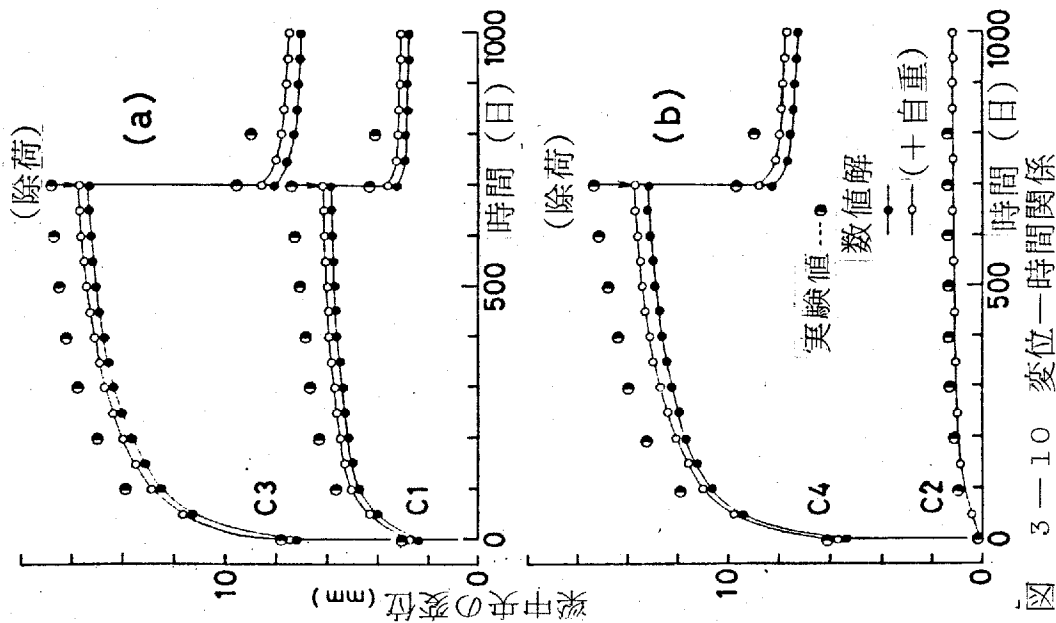 (除荷)
(a)
C3
C1
10
0
0
500
1000
時間 (日)
梁中央の変位 (mm)
(除荷)
(b)
C4
C2
実験値
数値解
(+自重)
10
0
0
500
1000
時間 (日)
図 3-10 変位-時間関係